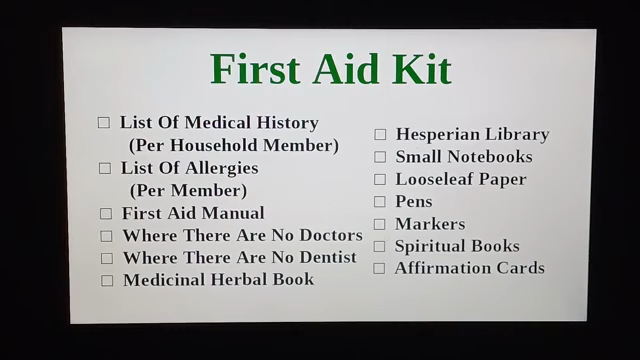 First Aid Kit
☐ List Of Medical History
(Per Household Member)
☐ List Of Allergies
(Per Member)
☐ First Aid Manual
☐ Where There Are No Doctors
☐ Where There Are No Dentist
☐ Medicinal Herbal Book
☐ Hesperian Library
☐ Small Notebooks
☐ Looseleaf Paper
☐ Pens
☐ Markers
☐ Spiritual Books
☐ Affirmation Cards